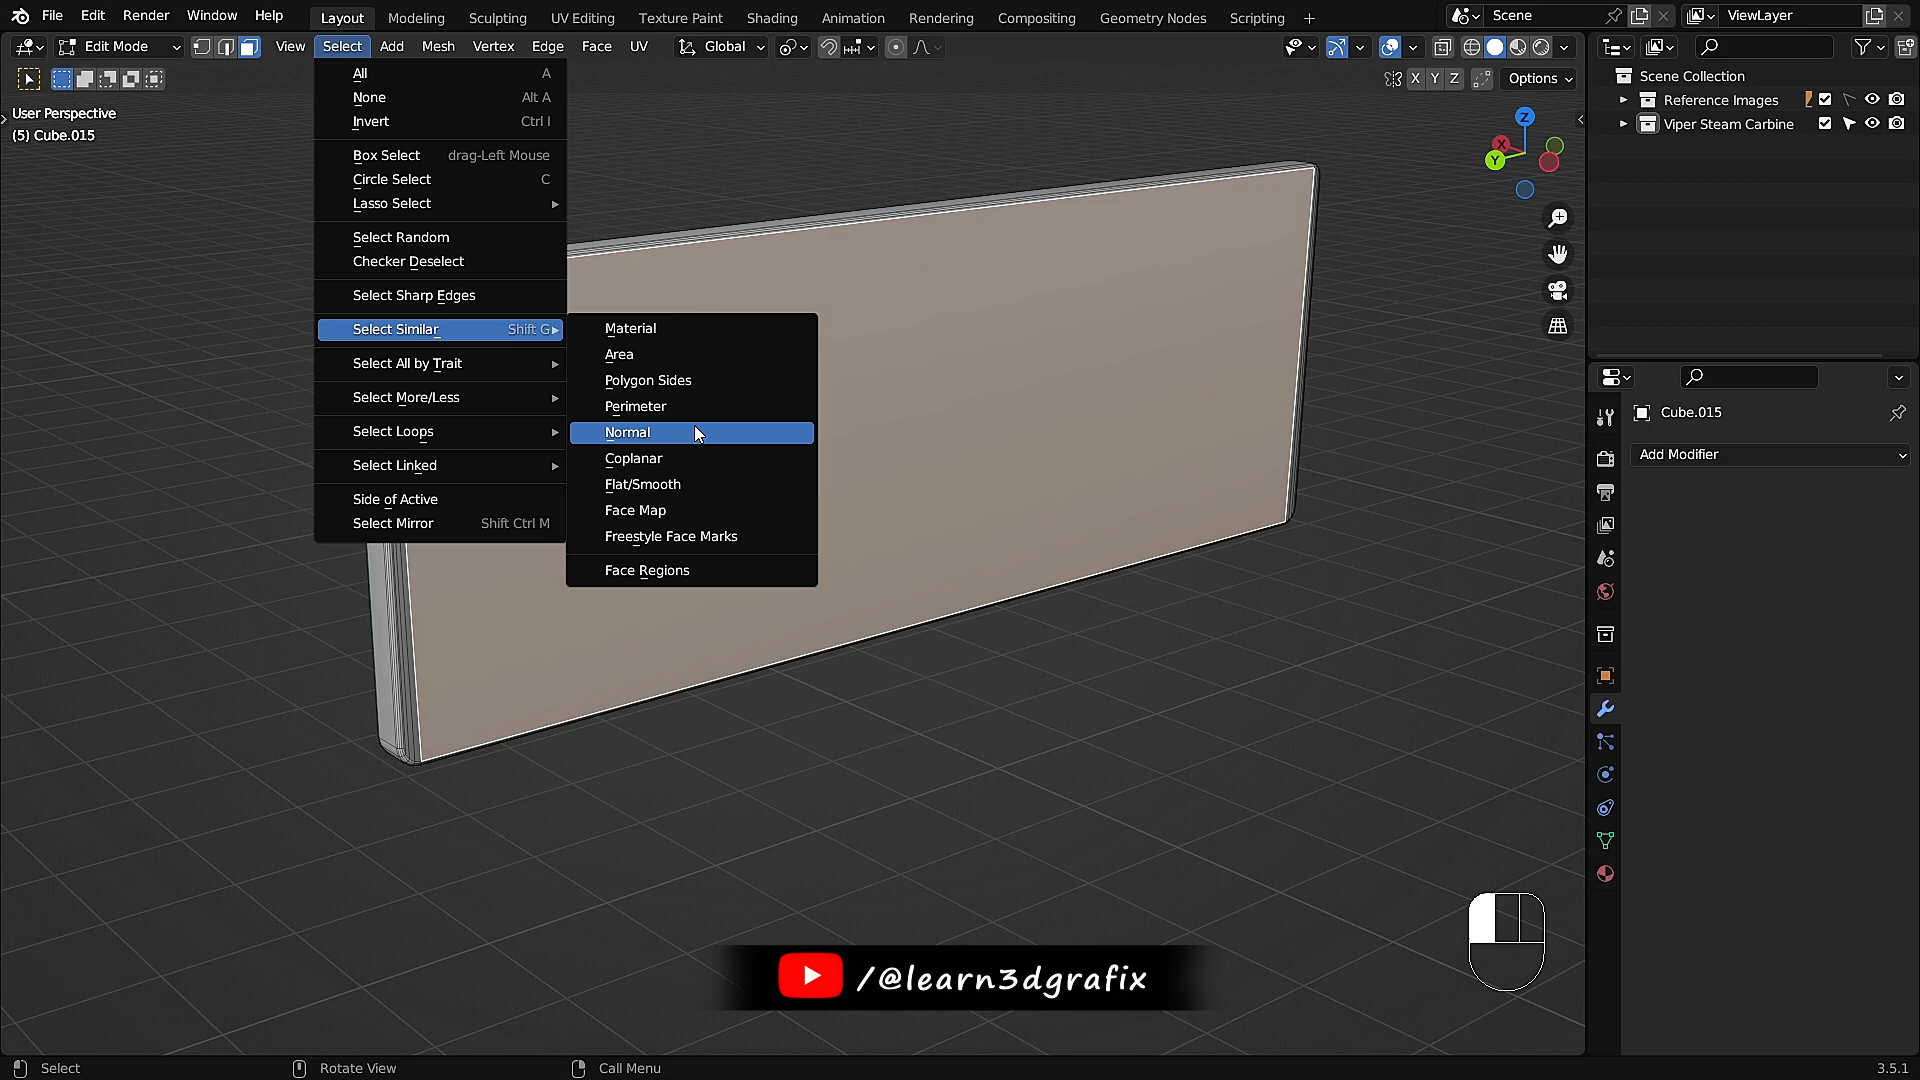 File Edit Render Window Help Layout Modeling Sculpting UV Editing Texture Paint Shading Animation Rendering Compositing Geometry Nodes Scripting + Scene ViewLayer
Edit Mode View Select Add Mesh Vertex Edge Face UV Global
X Y Z Options
User Perspective
(5) Cube.015
All A
None Alt A
Invert Ctrl I
Box Select drag-Left Mouse
Circle Select C
Lasso Select
Select Random
Checker Deselect
Select Sharp Edges
Select Similar Shift G
Select All by Trait
Select More/Less
Select Loops
Select Linked
Side of Active
Select Mirror Shift Ctrl M
Material
Area
Polygon Sides
Perimeter
Normal
Coplanar
Flat/Smooth
Face Map
Freestyle Face Marks
Face Regions
Z
X
Y
Scene Collection
Reference Images
Viper Steam Carbine
Cube.015
Add Modifier
/@learn3dgrafix
Select Rotate View Call Menu 3.5.1